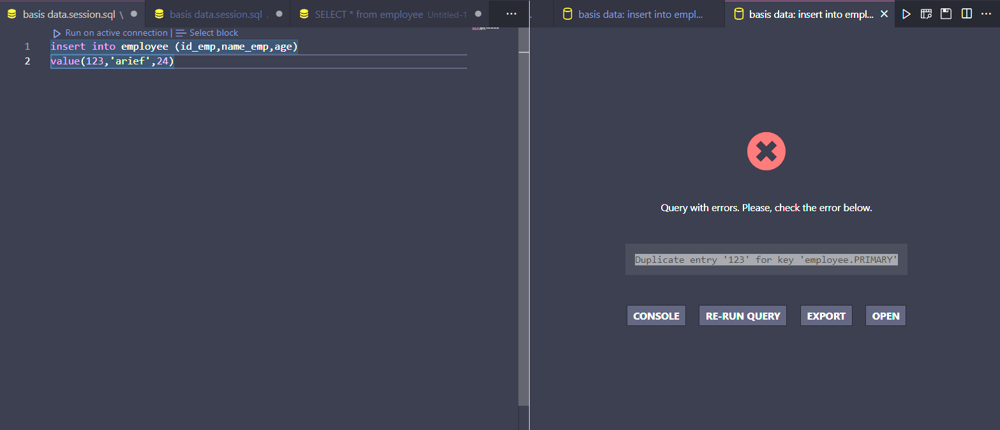 basis data.session.sql \
basis data.session.sql .
SELECT * from employee Untitled-1
...
.
basis data: insert into empl...
basis data: insert into empl...
...
Run on active connection | Select block
1 insert into employee (id_emp,name_emp,age)
2 value(123,'arief',24)
Query with errors. Please, check the error below.
Duplicate entry '123' for key 'employee.PRIMARY'
CONSOLE RE-RUN QUERY EXPORT OPEN